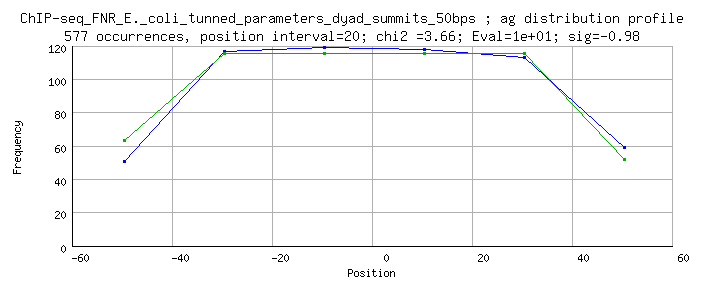 ChIP-seq_FNR_E._coli_tunned_parameters_dyad_summits_50bps ; ag distribution profile
577 occurrences, position interval=20; chi2 =3.66; Eval=1e+01; sig=-0.98
120
100
80
60
40
20
0
Frequency
-60 -40 -20 0 20 40 60
Position